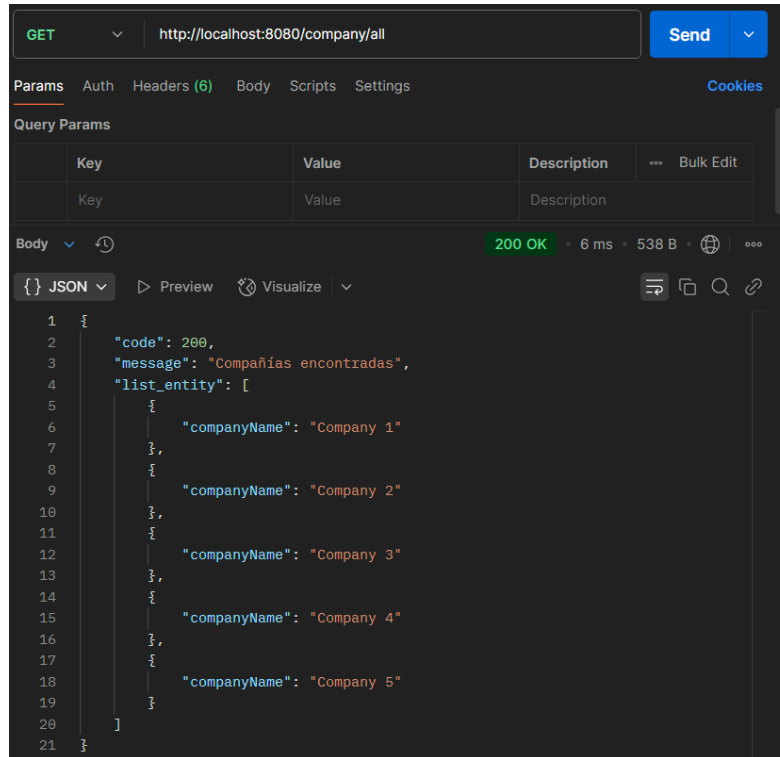 GET http://localhost:8080/company/all Send
Params Auth Headers (6) Body Scripts Settings Cookies
Query Params
Key Value Description Bulk Edit
Key Value Description
Body 200 OK • 6 ms • 538 B
{} JSON Preview Visualize
1 {
2 "code": 200,
3 "message": "Compañías encontradas",
4 "list_entity": [
5 {
6 "companyName": "Company 1"
7 },
8 {
9 "companyName": "Company 2"
10 },
11 {
12 "companyName": "Company 3"
13 },
14 {
15 "companyName": "Company 4"
16 },
17 {
18 "companyName": "Company 5"
19 }
20 ]
21 }